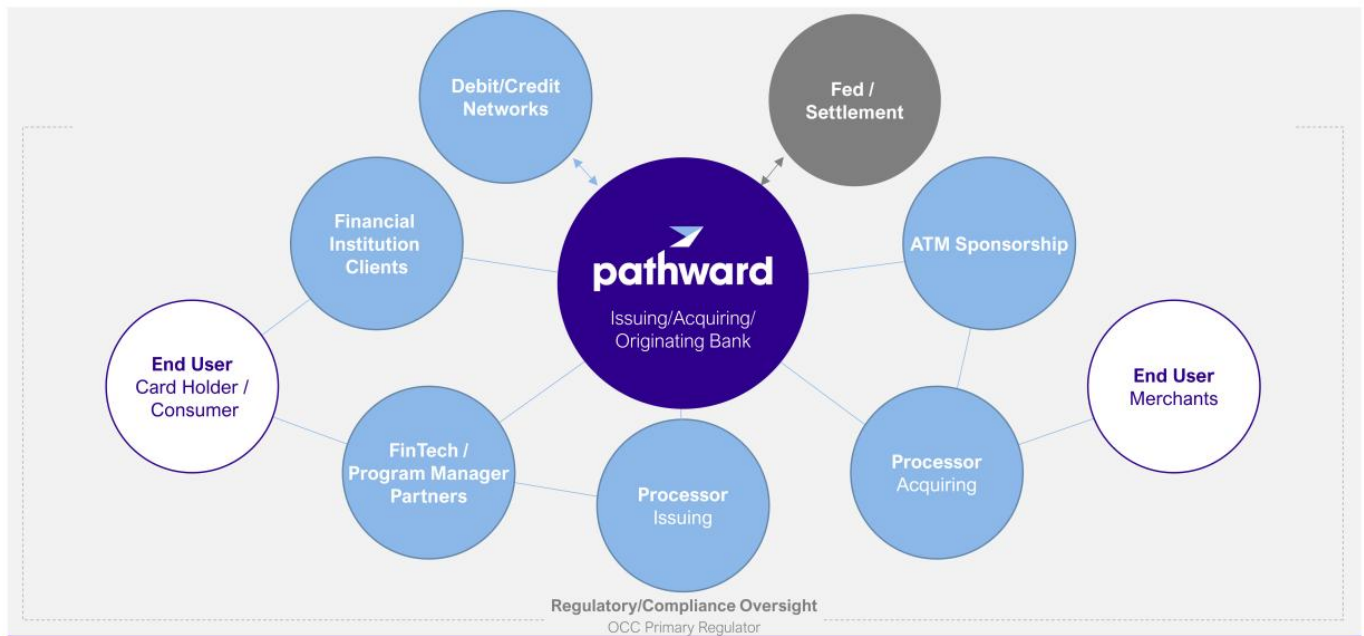 Debit/Credit
Networks
Fed /
Settlement
Financial
Institution
Clients
pathward
Issuing/Acquiring/
Originating Bank
ATM Sponsorship
End User
Card Holder /
Consumer
End User
Merchants
FinTech /
Program Manager
Partners
Processor
Issuing
Processor
Acquiring
Regulatory/Compliance Oversight
OCC Primary Regulator